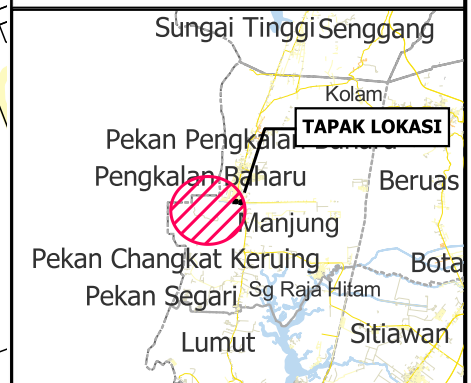 Sungai Tinggi
Senggang
Kolam
TAPAK LOKASI
Pekan Pengkalan Baharu
Pengkalan Baharu
Beruas
Manjung
Pekan Changkat Keruing
Bota
Pekan Segari
Sg Raja Hitam
Sitiawan
Lumut